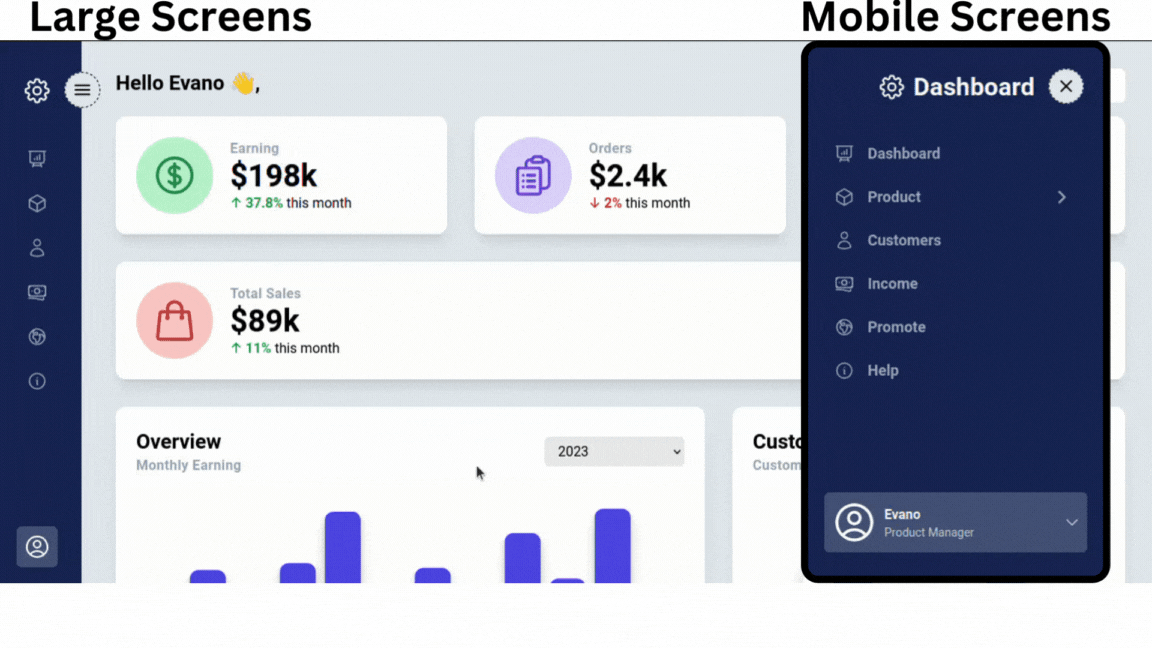 Large Screens
Mobile Screens
Hello Evano 👋,
Earning
$198k
↑ 37.8% this month
Orders
$2.4k
↓ 2% this month
Total Sales
$89k
↑ 11% this month
Overview
Monthly Earning
2023
Custo
Custom
Dashboard
Dashboard
Product
Customers
Income
Promote
Help
Evano
Product Manager